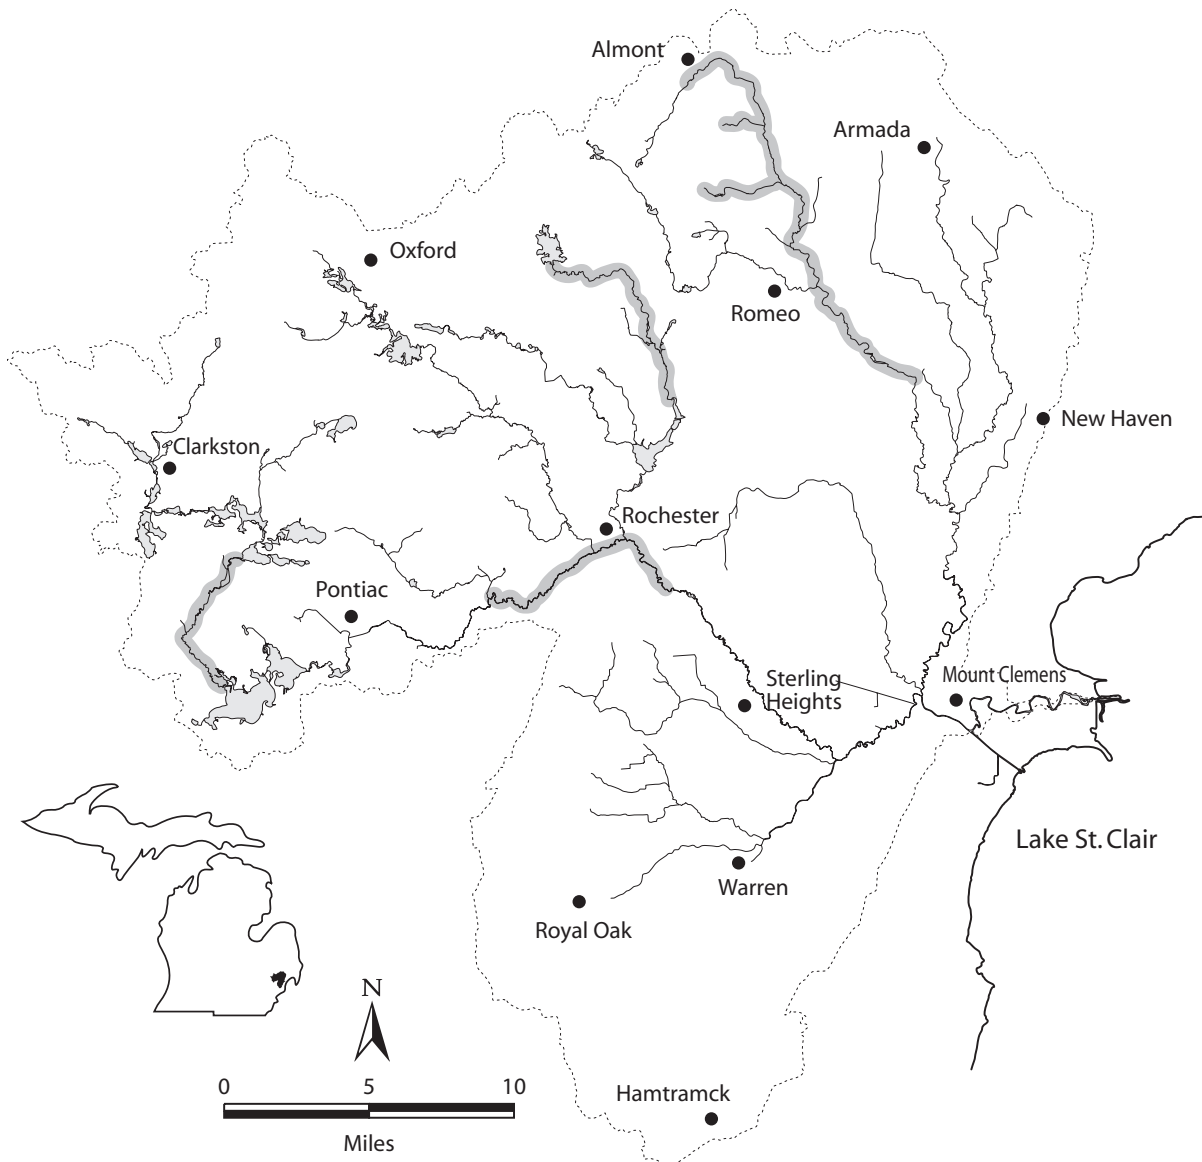 Almont
Armada
Oxford
Romeo
New Haven
Clarkston
Rochester
Pontiac
Sterling
Heights
Mount Clemens
Lake St. Clair
Warren
Royal Oak
N
0 5 10
Miles
Hamtramck